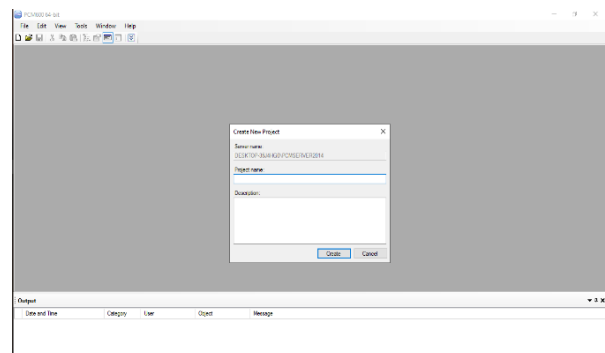 PCM600 64-bit
File Edit View Tools Window Help
Create New Project
Server name:
Project name:
Description:
Create Cancel
Output
Date and Time Category User Object Message